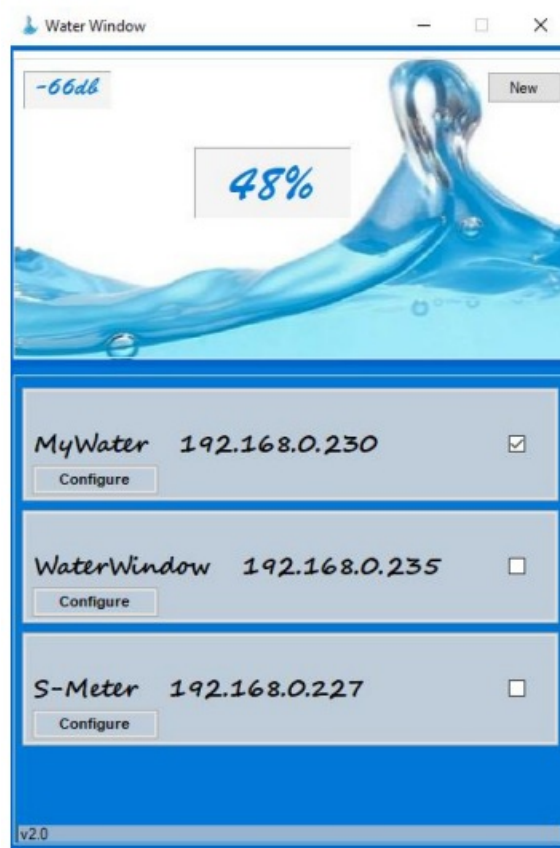 Water Window
-66db
New
48%
MyWater 192.168.0.230
Configure
WaterWindow 192.168.0.235
Configure
S-Meter 192.168.0.227
Configure
v2.0